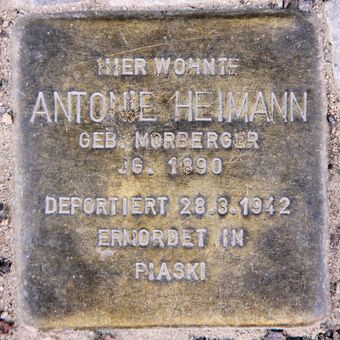 HIER WOHNTE
ANTONIE HEIMANN
GEB. MORBERGER
JG. 1890
DEPORTIERT 28.3.1942
ERMORDET IN
PIASKI